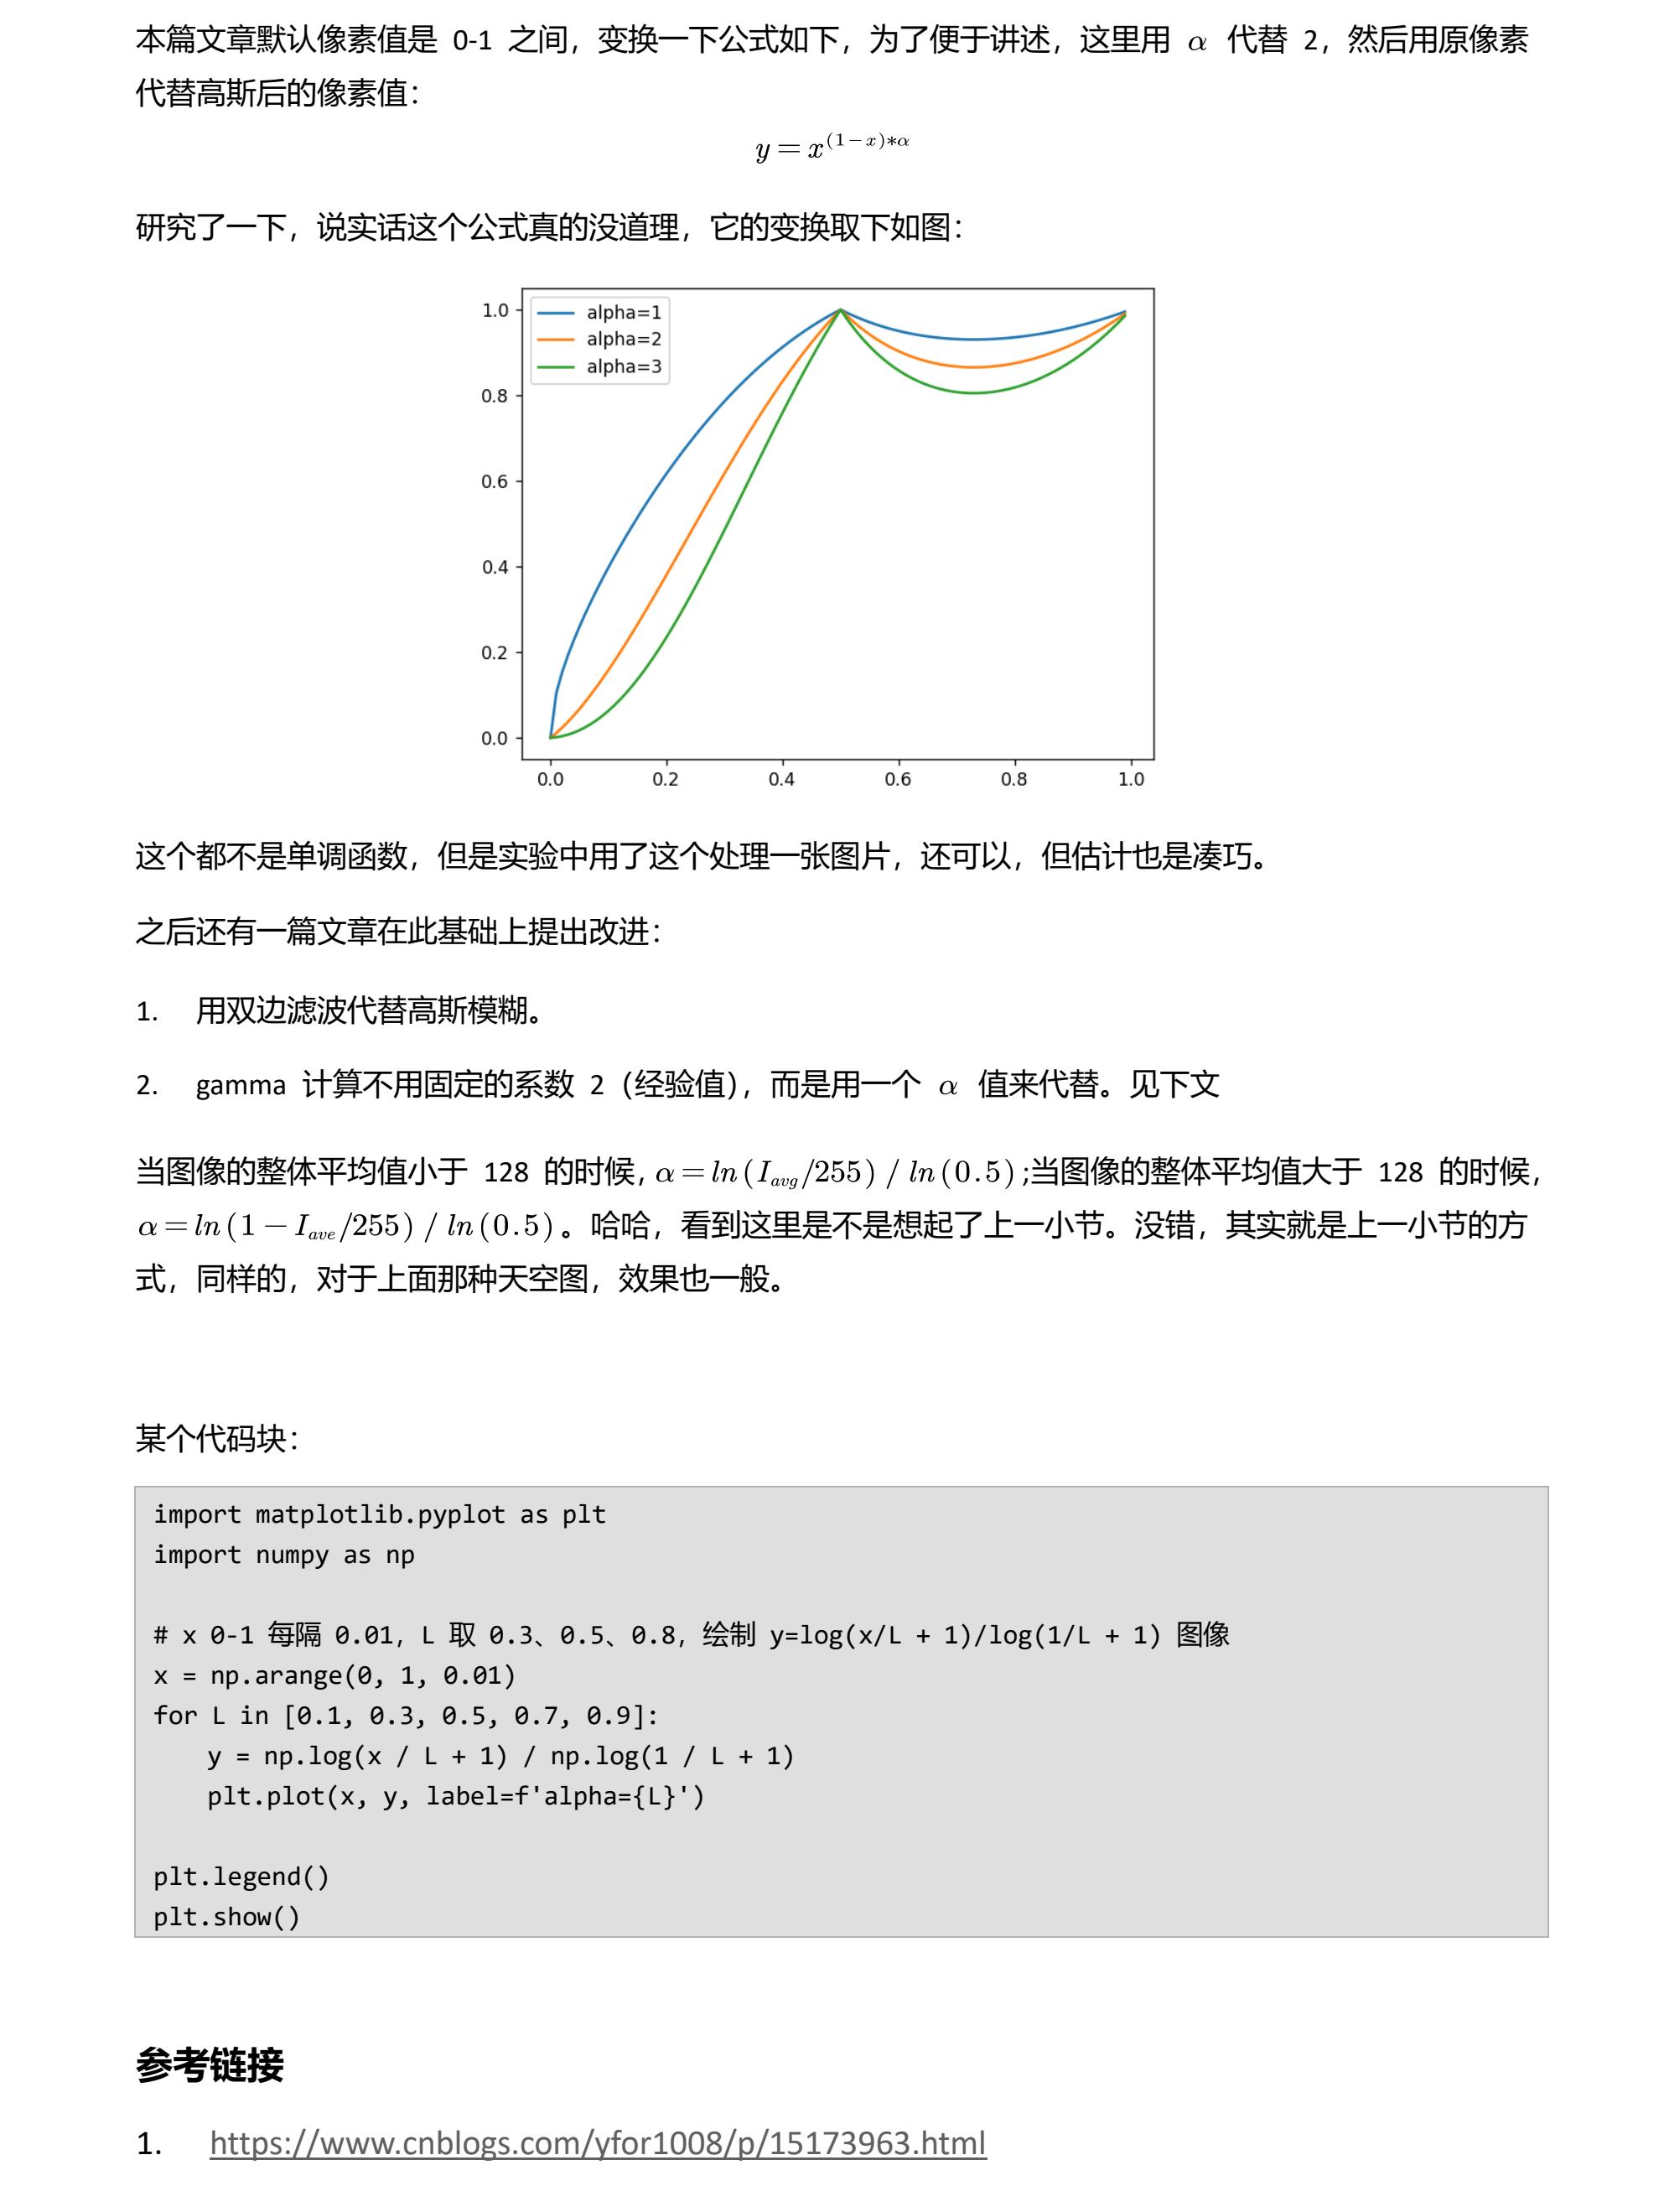 本篇文章默认像素值是 0-1 之间，变换一下公式如下，为了便于讲述，这里用 α 代替 2，然后用原像素
代替高斯后的像素值：
y = x^(1-x)*α
研究了一下，说实话这个公式真的没道理，它的变换取下如图：
1.0
0.8
0.6
0.4
0.2
0.0
alpha=1
alpha=2
alpha=3
0.0 0.2 0.4 0.6 0.8 1.0
这个都不是单调函数，但是实验中用了这个处理一张图片，还可以，但估计也是凑巧。
之后还有一篇文章在此基础上提出改进：
1. 用双边滤波代替高斯模糊。
2. gamma 计算不用固定的系数 2（经验值），而是用一个 α 值来代替。见下文
当图像的整体平均值小于 128 的时候，α=ln(I_avg/255) / ln(0.5);当图像的整体平均值大于 128 的时候，
α=ln(1-I_ave/255) / ln(0.5)。哈哈，看到这里是不是想起了上一小节。没错，其实就是上一小节的方
式，同样的，对于上面那种天空图，效果也一般。
某个代码块：
import matplotlib.pyplot as plt
import numpy as np
# x 0-1 每隔 0.01，L 取 0.3、0.5、0.8，绘制 y=log(x/L + 1)/log(1/L + 1) 图像
x = np.arange(0, 1, 0.01)
for L in [0.1, 0.3, 0.5, 0.7, 0.9]:
    y = np.log(x / L + 1) / np.log(1 / L + 1)
    plt.plot(x, y, label=f'alpha={L}')
plt.legend()
plt.show()
参考链接
1. https://www.cnblogs.com/yfor1008/p/15173963.html